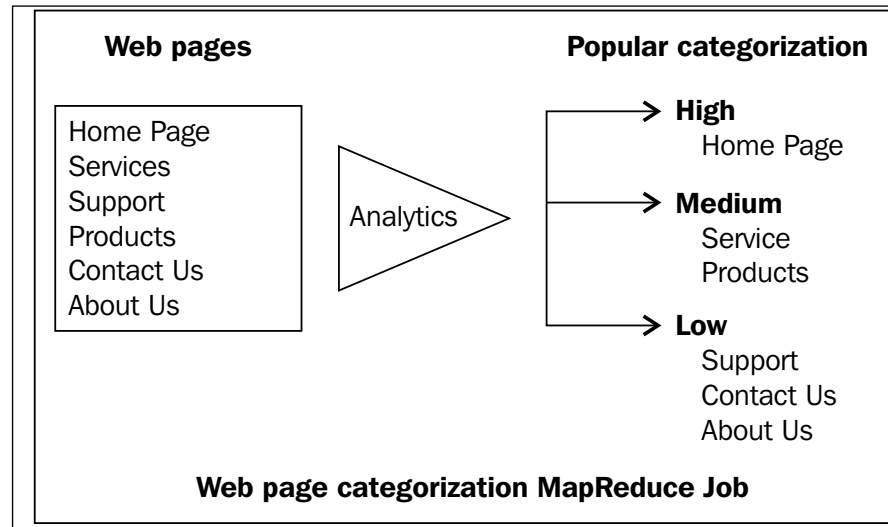 Web pages
Home Page
Services
Support
Products
Contact Us
About Us
Analytics
Popular categorization
High
Home Page
Medium
Service
Products
Low
Support
Contact Us
About Us
Web page categorization MapReduce Job